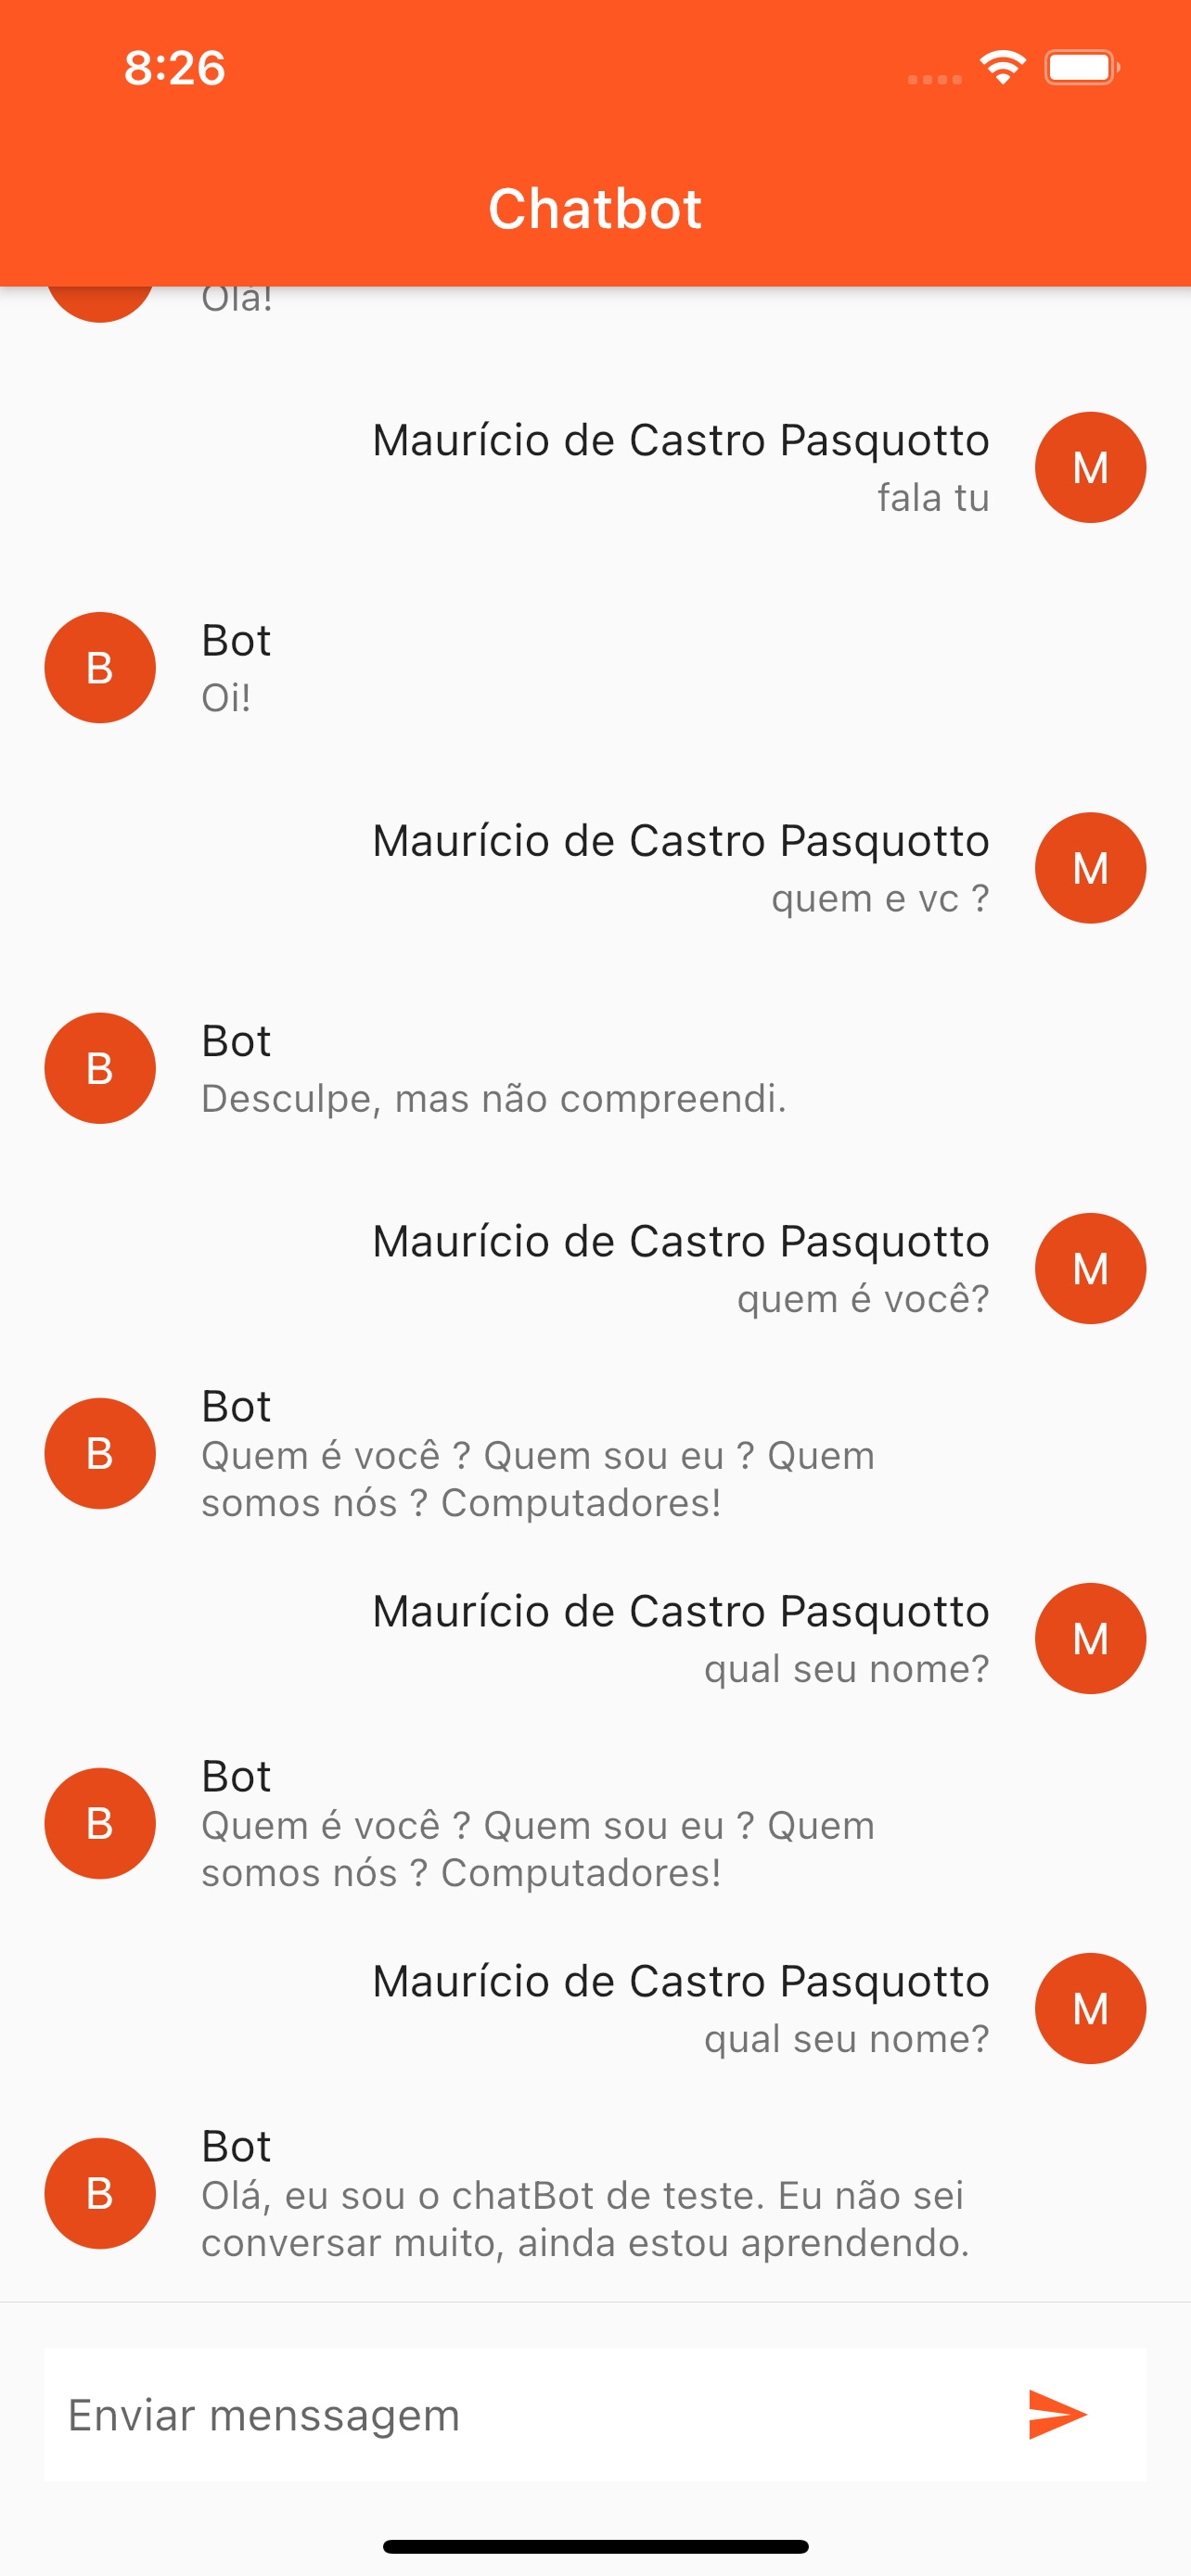 8:26
Chatbot
Olá!
Maurício de Castro Pasquotto
M
fala tu
B
Bot
Oi!
Maurício de Castro Pasquotto
M
quem e vc ?
B
Bot
Desculpe, mas não compreendi.
Maurício de Castro Pasquotto
M
quem é você?
B
Bot
Quem é você ? Quem sou eu ? Quem
somos nós ? Computadores!
Maurício de Castro Pasquotto
M
qual seu nome?
B
Bot
Quem é você ? Quem sou eu ? Quem
somos nós ? Computadores!
Maurício de Castro Pasquotto
M
qual seu nome?
B
Bot
Olá, eu sou o chatBot de teste. Eu não sei
conversar muito, ainda estou aprendendo.
Enviar menssagem